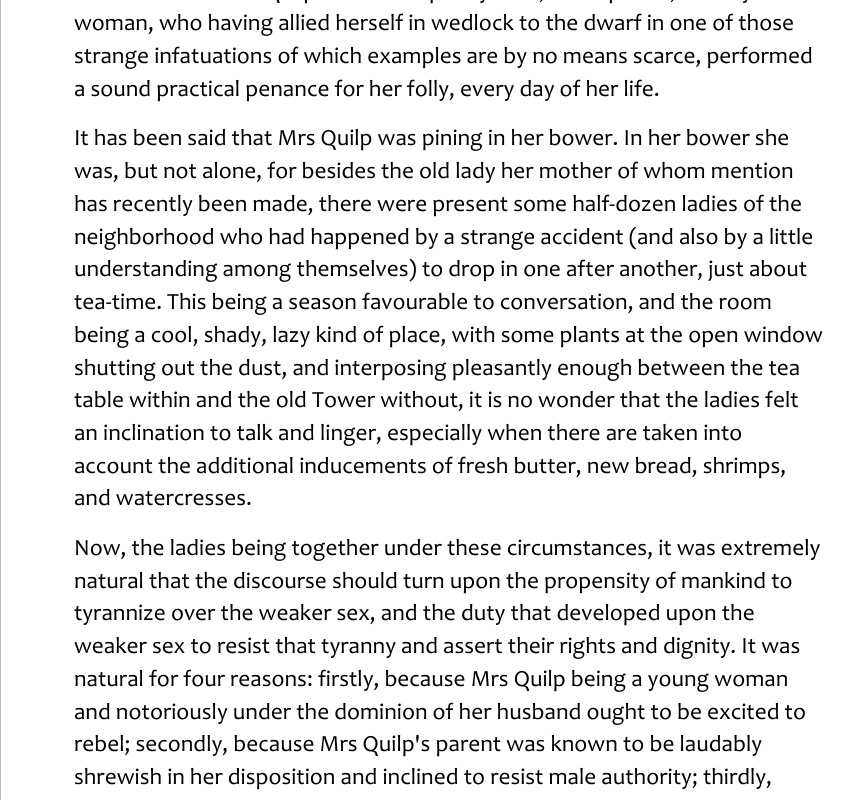 woman, who having allied herself in wedlock to the dwarf in one of those
strange infatuations of which examples are by no means scarce, performed
a sound practical penance for her folly, every day of her life.
It has been said that Mrs Quilp was pining in her bower. In her bower she
was, but not alone, for besides the old lady her mother of whom mention
has recently been made, there were present some half-dozen ladies of the
neighborhood who had happened by a strange accident (and also by a little
understanding among themselves) to drop in one after another, just about
tea-time. This being a season favourable to conversation, and the room
being a cool, shady, lazy kind of place, with some plants at the open window
shutting out the dust, and interposing pleasantly enough between the tea
table within and the old Tower without, it is no wonder that the ladies felt
an inclination to talk and linger, especially when there are taken into
account the additional inducements of fresh butter, new bread, shrimps,
and watercresses.
Now, the ladies being together under these circumstances, it was extremely
natural that the discourse should turn upon the propensity of mankind to
tyrannize over the weaker sex, and the duty that developed upon the
weaker sex to resist that tyranny and assert their rights and dignity. It was
natural for four reasons: firstly, because Mrs Quilp being a young woman
and notoriously under the dominion of her husband ought to be excited to
rebel; secondly, because Mrs Quilp's parent was known to be laudably
shrewish in her disposition and inclined to resist male authority; thirdly,